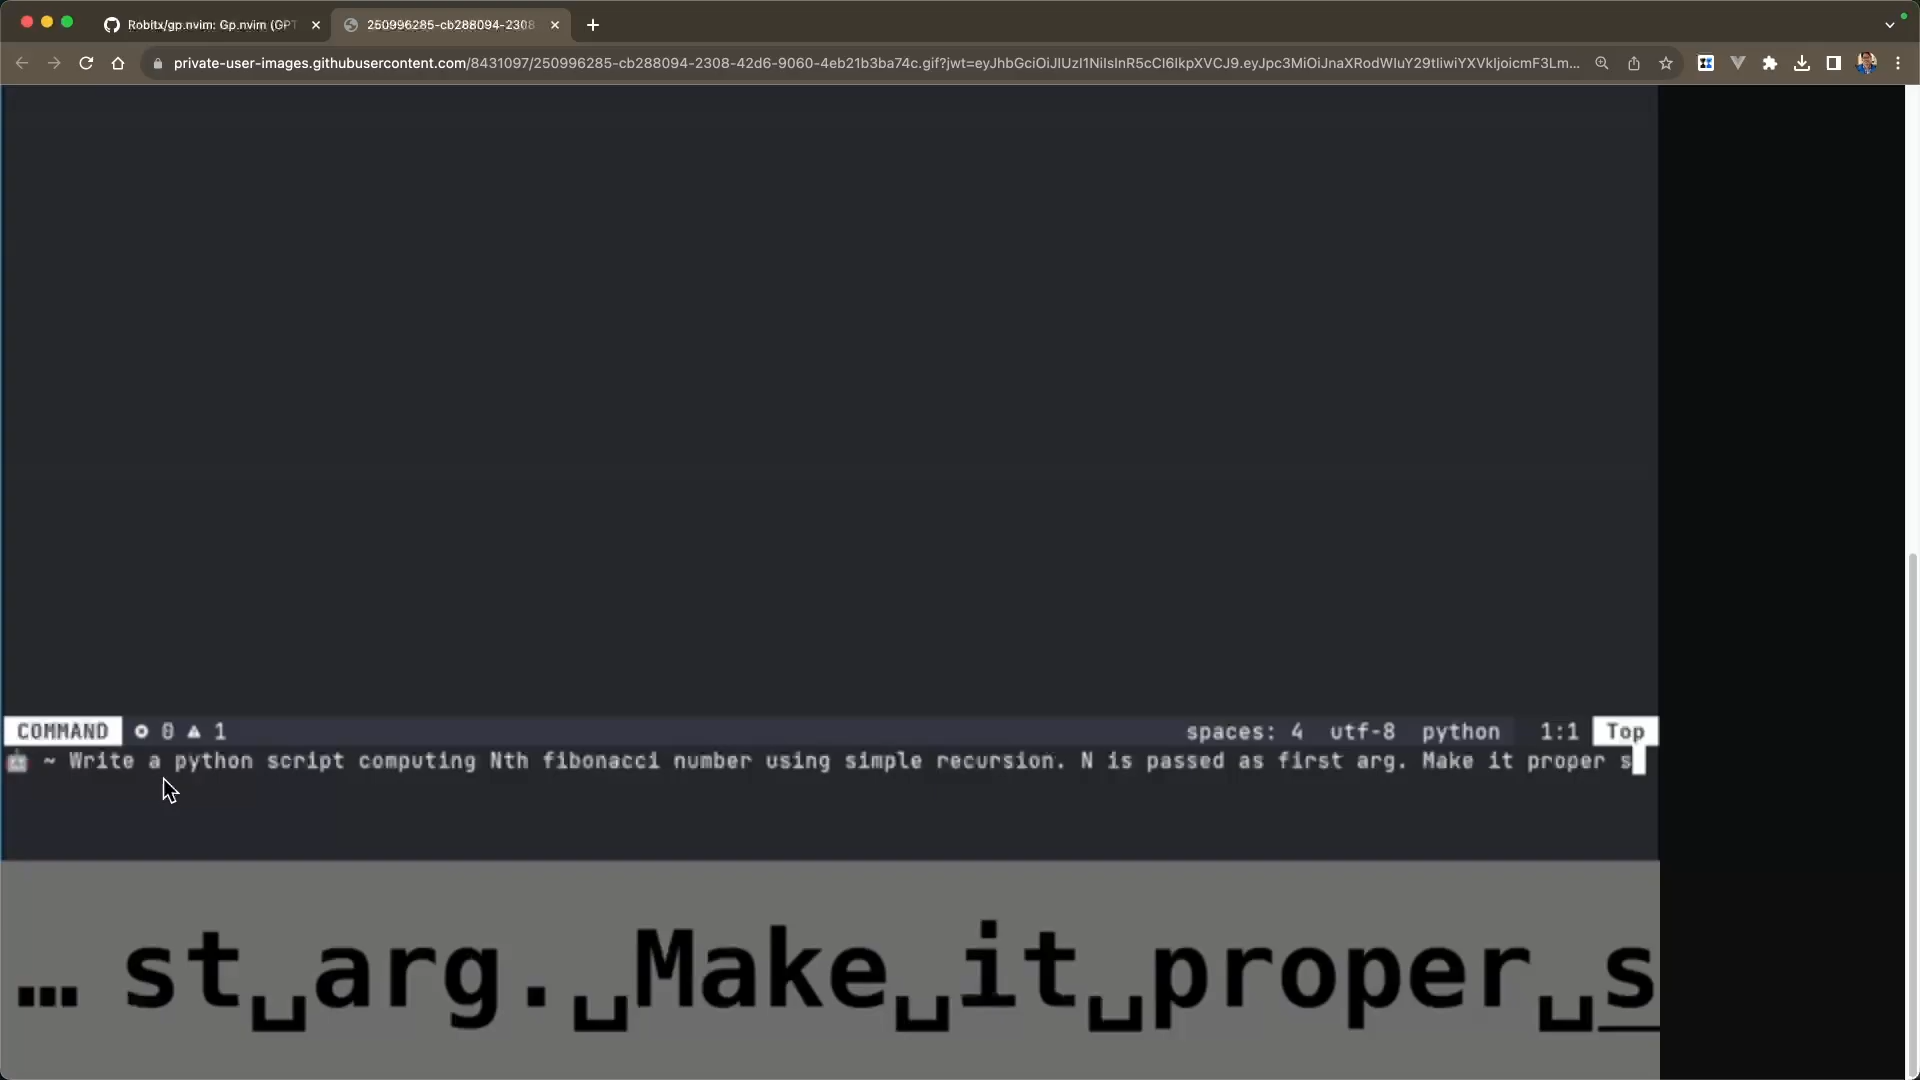 Robitx/gp.nvim: Gp.nvim (GPT
250996285-cb288094-2308
private-user-images.githubusercontent.com/8431097/250996285-cb288094-2308-42d6-9060-4eb21b3ba74c.gif?jwt=eyJhbGciOiJIUzI1NiIsInR5cCI6IkpXVCJ9.eyJpc3MiOiJnaXRodWIuY29tIiwiYXVkIjoicmF3Lm...
COMMAND 0 1 spaces: 4 utf-8 python 1:1 Top
~ Write a python script computing Nth fibonacci number using simple recursion. N is passed as first arg. Make it proper s
… st␣arg.␣Make␣it␣proper␣s